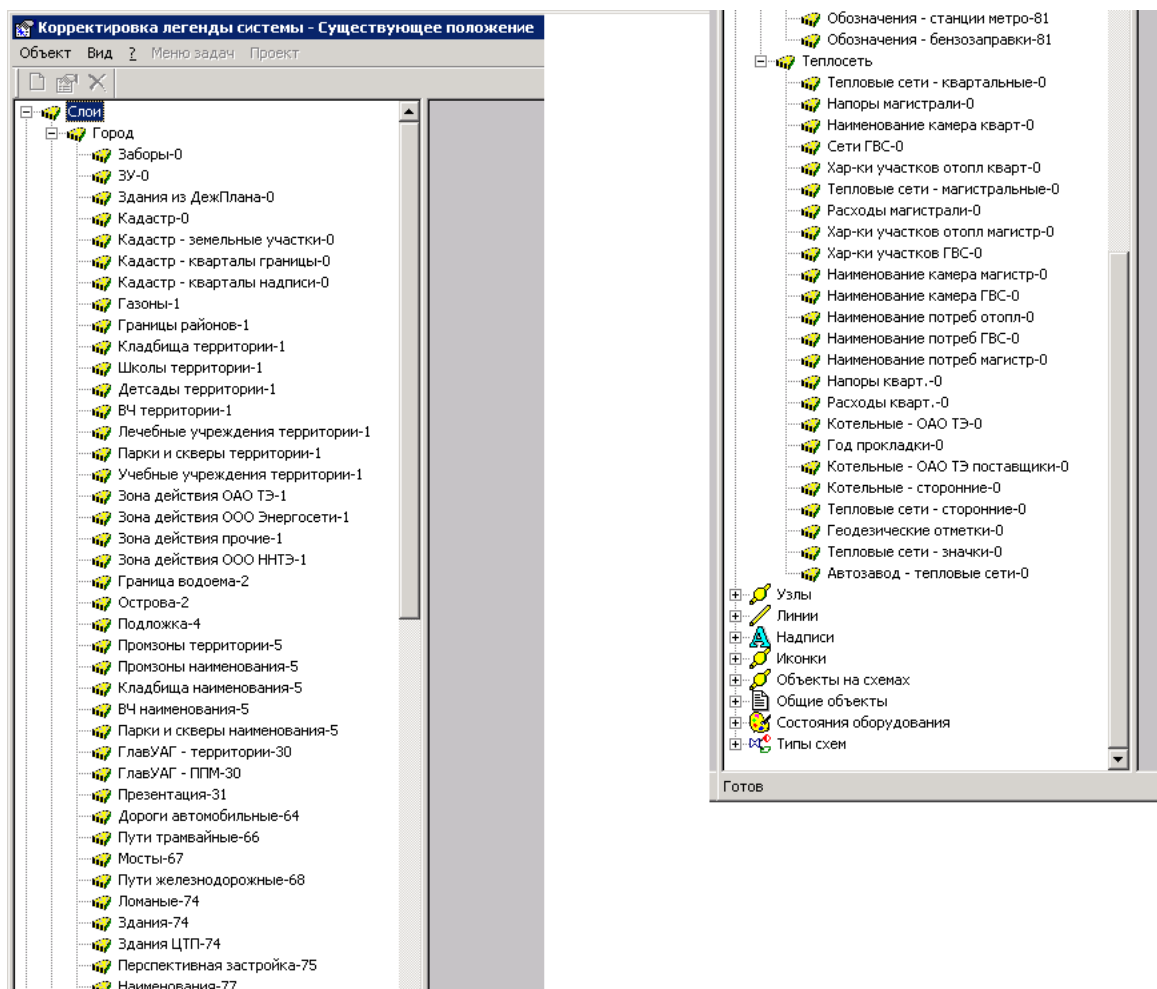 Корректировка легенды системы - Существующее положение
Объект Вид ? Меню задач Проект
Слои
Город
Заборы-0
ЗУ-0
Здания из ДежПлана-0
Кадастр-0
Кадастр - земельные участки-0
Кадастр - кварталы границы-0
Кадастр - кварталы надписи-0
Газоны-1
Границы районов-1
Кладбища территории-1
Школы территории-1
Детсады территории-1
ВЧ территории-1
Лечебные учреждения территории-1
Парки и скверы территории-1
Учебные учреждения территории-1
Зона действия ОАО ТЭ-1
Зона действия ООО Энергосети-1
Зона действия прочие-1
Зона действия ООО ННТЭ-1
Граница водоема-2
Острова-2
Подложка-4
Промзоны территории-5
Промзоны наименования-5
Кладбища наименования-5
ВЧ наименования-5
Парки и скверы наименования-5
ГлавУАГ - территории-30
ГлавУАГ - ППМ-30
Презентация-31
Дороги автомобильные-64
Пути трамвайные-66
Мосты-67
Пути железнодорожные-68
Ломаные-74
Здания-74
Здания ЦТП-74
Перспективная застройка-75
Наименования-77
Обозначения - станции метро-81
Обозначения - бензозаправки-81
Теплосеть
Тепловые сети - квартальные-0
Напоры магистрали-0
Наименование камера кварт-0
Сети ГВС-0
Хар-ки участков отопл кварт-0
Тепловые сети - магистральные-0
Расходы магистрали-0
Хар-ки участков отопл магистр-0
Хар-ки участков ГВС-0
Наименование камера магистр-0
Наименование камера ГВС-0
Наименование потреб отопл-0
Наименование потреб ГВС-0
Наименование потреб магистр-0
Напоры кварт.-0
Расходы кварт.-0
Котельные - ОАО ТЭ-0
Год прокладки-0
Котельные - ОАО ТЭ поставщики-0
Котельные - сторонние-0
Тепловые сети - сторонние-0
Геодезические отметки-0
Тепловые сети - значки-0
Автозавод - тепловые сети-0
Узлы
Линии
Надписи
Иконки
Объекты на схемах
Общие объекты
Состояния оборудования
Типы схем
Готов